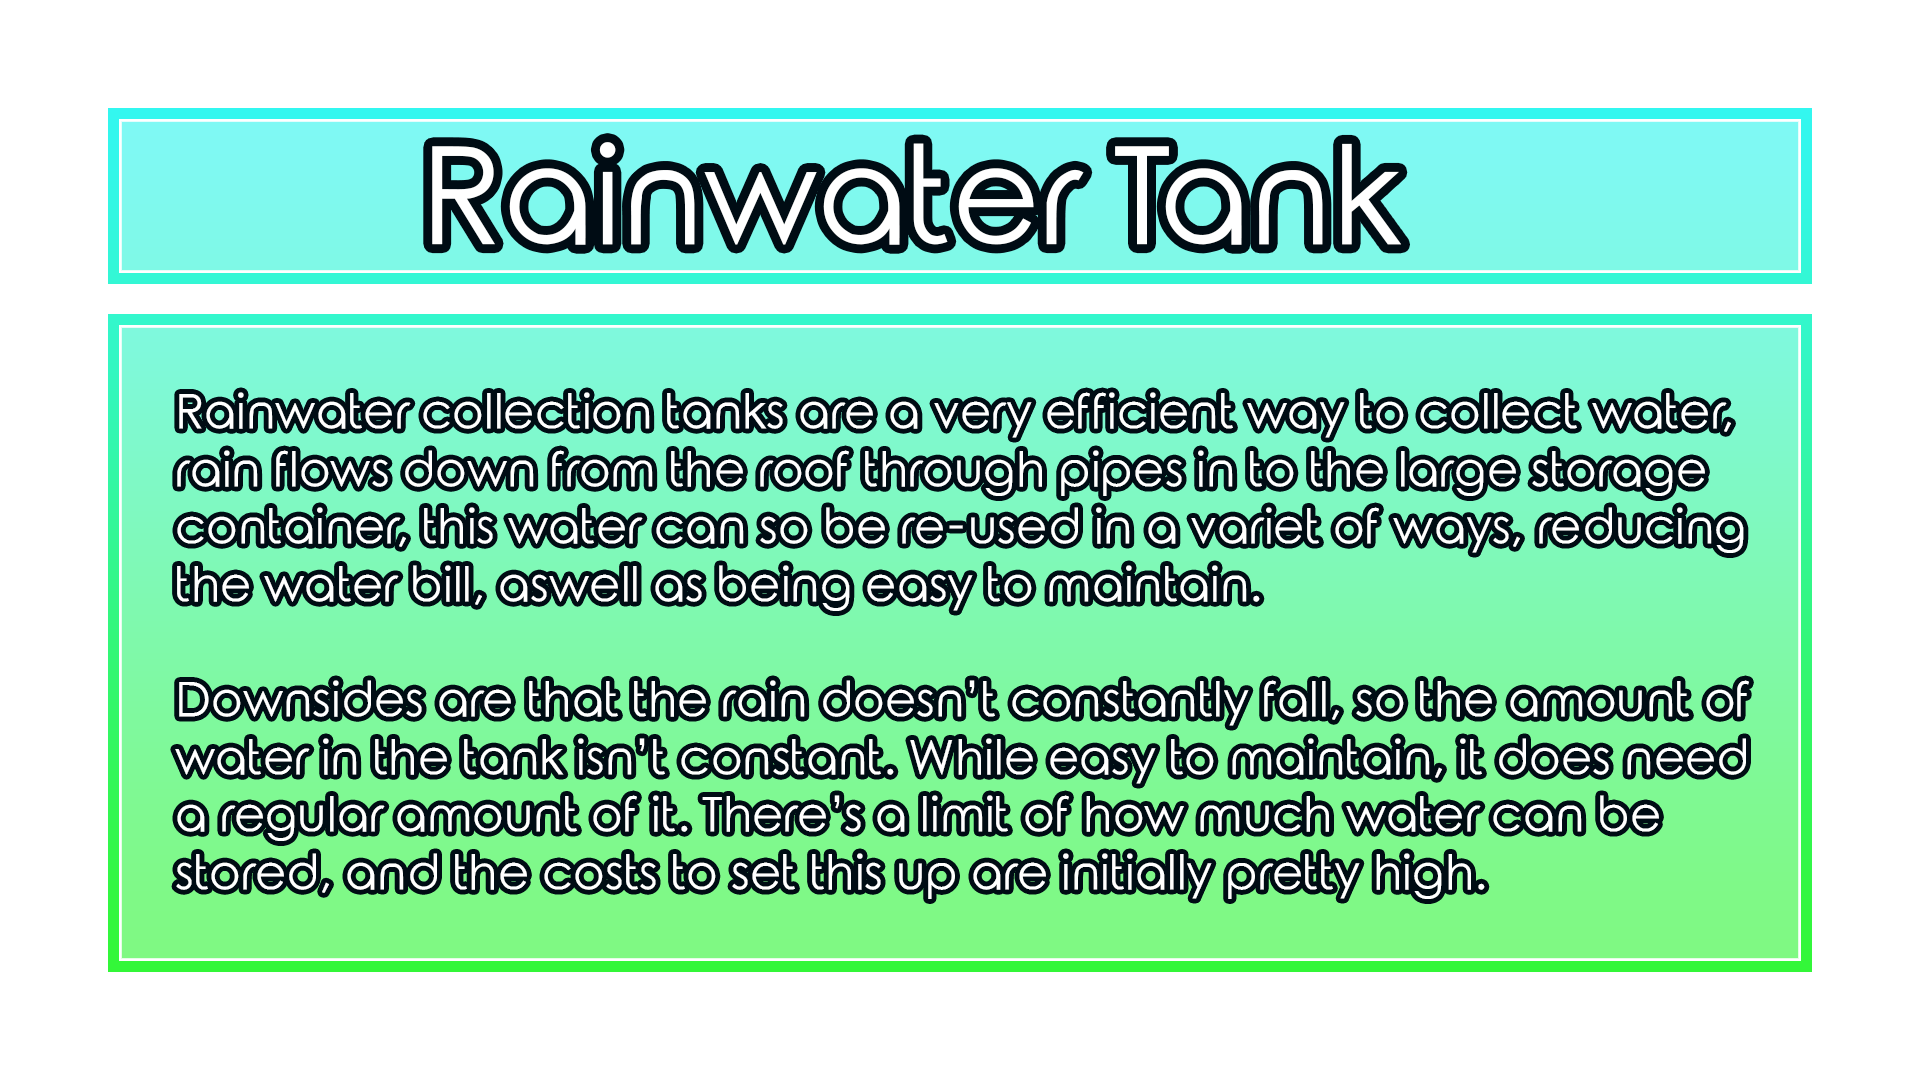 Rainwater Tank
Rainwater collection tanks are a very efficient way to collect water,
rain flows down from the roof through pipes in to the large storage
container, this water can so be re-used in a variet of ways, reducing
the water bill, aswell as being easy to maintain.
Downsides are that the rain doesn’t constantly fall, so the amount of
water in the tank isn’t constant. While easy to maintain, it does need
a regular amount of it. There’s a limit of how much water can be
stored, and the costs to set this up are initially pretty high.